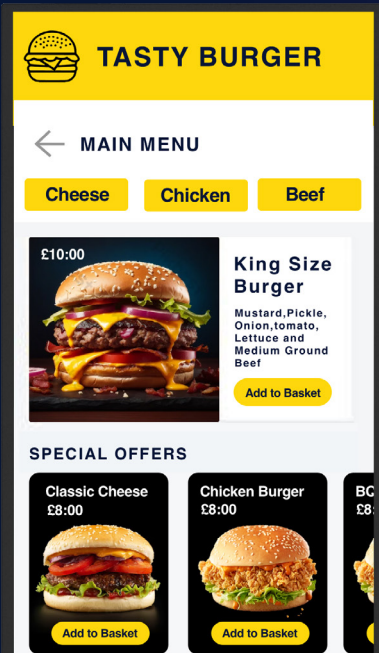 TASTY BURGER
MAIN MENU
Cheese
Chicken
Beef
£10:00
King Size
Burger
Mustard,Pickle,
Onion,tomato,
Lettuce and
Medium Ground
Beef
Add to Basket
SPECIAL OFFERS
Classic Cheese
£8:00
Add to Basket
Chicken Burger
£8:00
Add to Basket
£8: